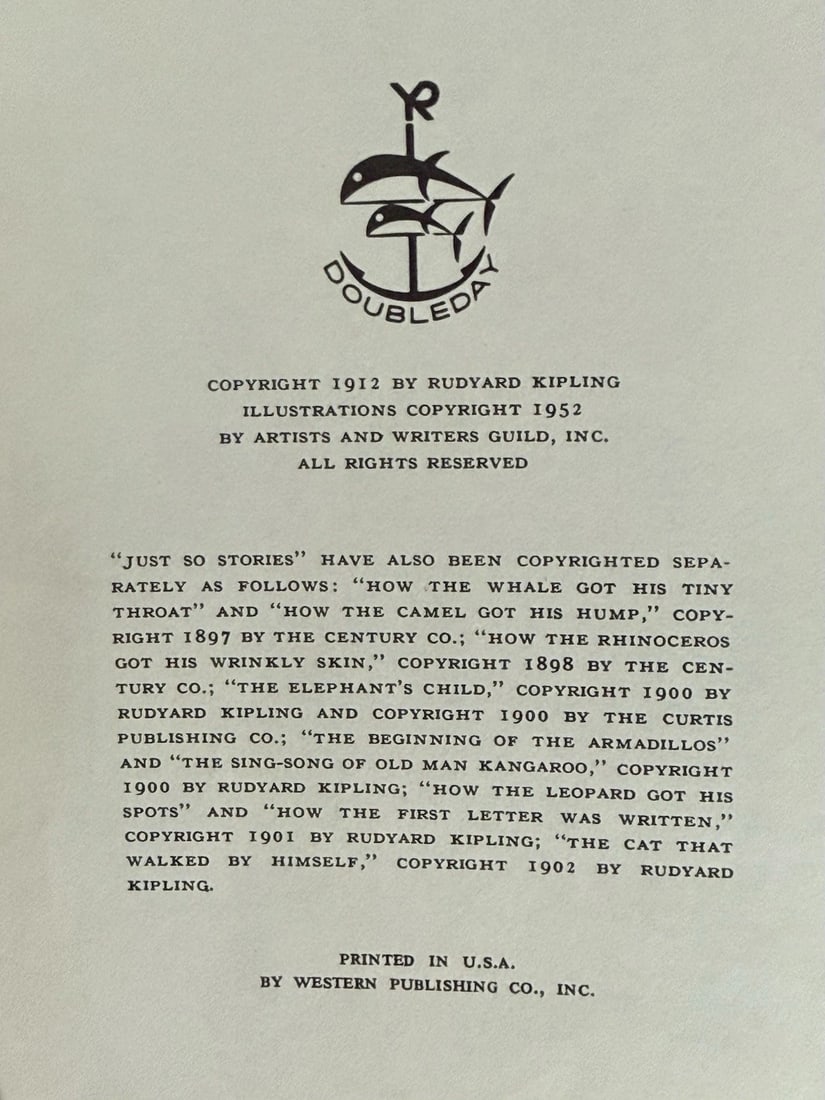 DOUBLEDAY
COPYRIGHT 1912 BY RUDYARD KIPLING
ILLUSTRATIONS COPYRIGHT 1952
BY ARTISTS AND WRITERS GUILD, INC.
ALL RIGHTS RESERVED
“JUST SO STORIES” HAVE ALSO BEEN COPYRIGHTED SEPA-
RATELY AS FOLLOWS: “HOW THE WHALE GOT HIS TINY
THROAT” AND “HOW THE CAMEL GOT HIS HUMP,” COPY-
RIGHT 1897 BY THE CENTURY CO.; “HOW THE RHINOCEROS
GOT HIS WRINKLY SKIN,” COPYRIGHT 1898 BY THE CEN-
TURY CO.; “THE ELEPHANT’S CHILD,” COPYRIGHT 1900 BY
RUDYARD KIPLING AND COPYRIGHT 1900 BY THE CURTIS
PUBLISHING CO.; “THE BEGINNING OF THE ARMADILLOS”
AND “THE SING-SONG OF OLD MAN KANGAROO,” COPYRIGHT
1900 BY RUDYARD KIPLING; “HOW THE LEOPARD GOT HIS
SPOTS” AND “HOW THE FIRST LETTER WAS WRITTEN,”
COPYRIGHT 1901 BY RUDYARD KIPLING; “THE CAT THAT
WALKED BY HIMSELF,” COPYRIGHT 1902 BY RUDYARD
KIPLING.
PRINTED IN U.S.A.
BY WESTERN PUBLISHING CO., INC.